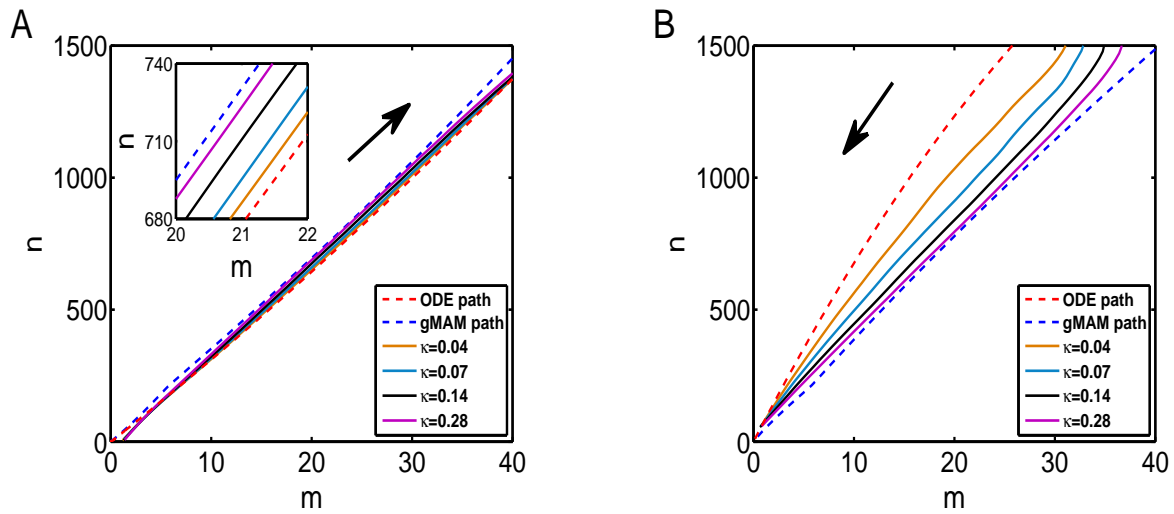 A
1500
1000
500
0
n
0 10 20 30 40
m
740
710
680
n
20 21 22
m
ODE path
gMAM path
κ=0.04
κ=0.07
κ=0.14
κ=0.28
B
1500
1000
500
0
n
0 10 20 30 40
m
ODE path
gMAM path
κ=0.04
κ=0.07
κ=0.14
κ=0.28